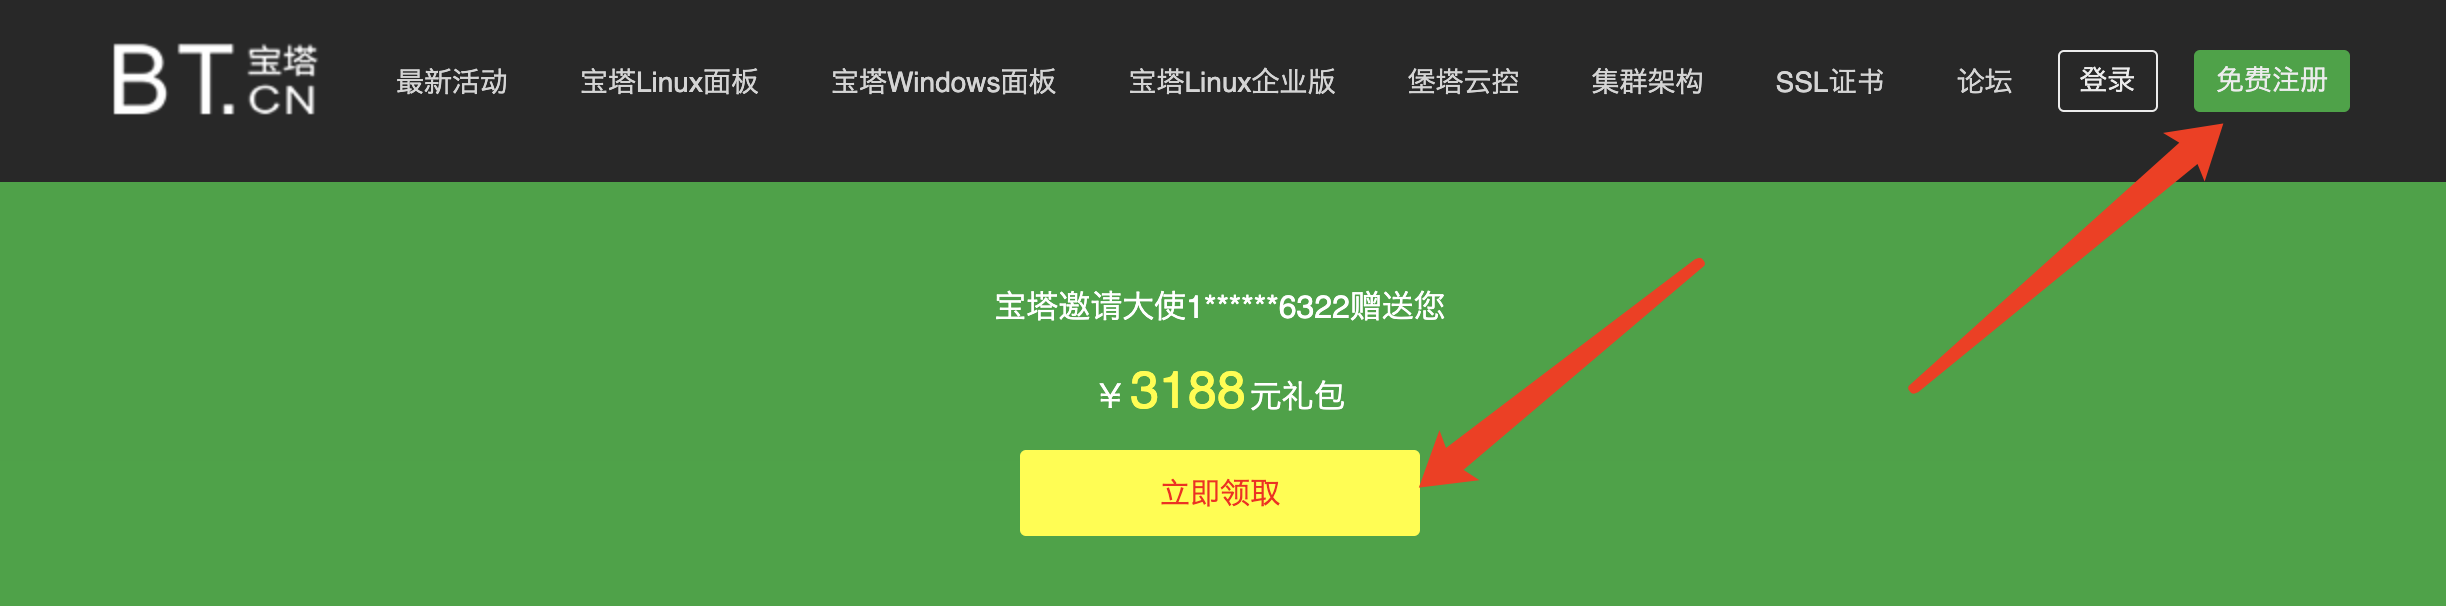 BT.宝塔CN 最新活动 宝塔Linux面板 宝塔Windows面板 宝塔Linux企业版 堡塔云控 集群架构 SSL证书 论坛 登录 免费注册
宝塔邀请大使1******6322赠送您
￥3188元礼包
立即领取